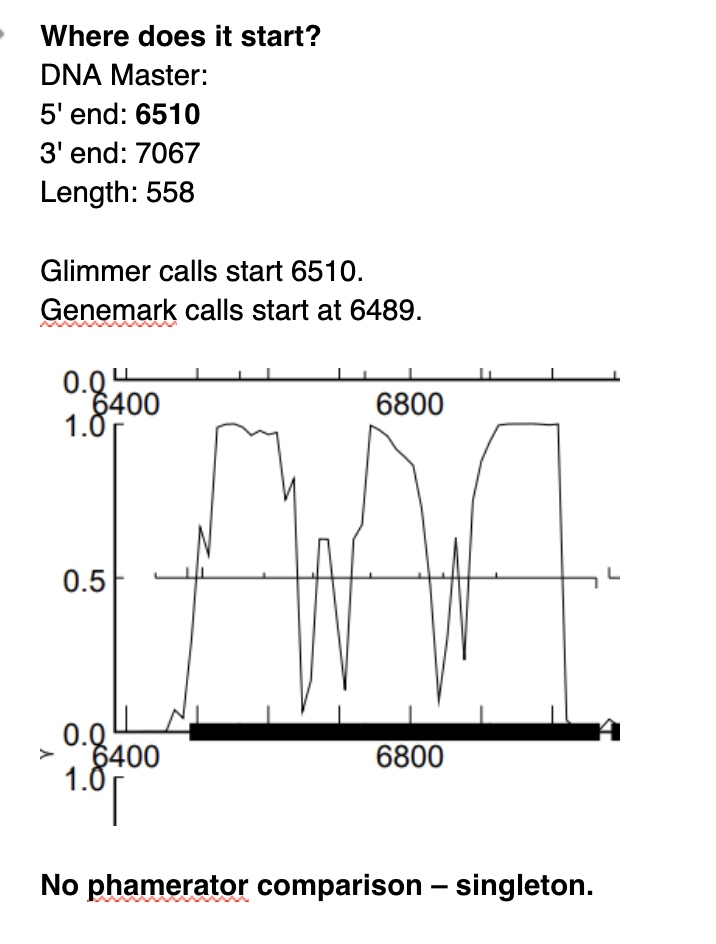 Where does it start?
DNA Master:
5' end: 6510
3' end: 7067
Length: 558
Glimmer calls start 6510.
Genemark calls start at 6489.
0.0
6400 6800
1.0
0.5
0.0
6400 6800
1.0
No phamerator comparison – singleton.